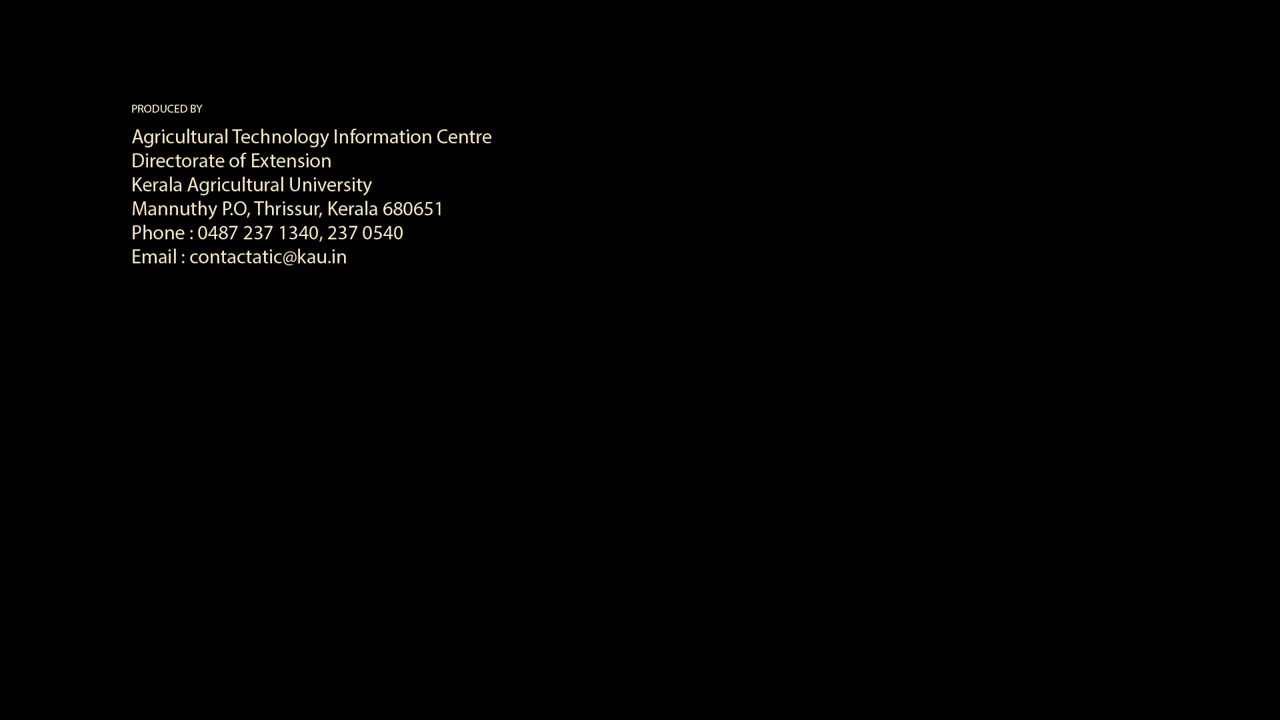 PRODUCED BY
Agricultural Technology Information Centre
Directorate of Extension
Kerala Agricultural University
Mannuthy P.O, Thrissur, Kerala 680651
Phone : 0487 237 1340, 237 0540
Email : contactatic@kau.in